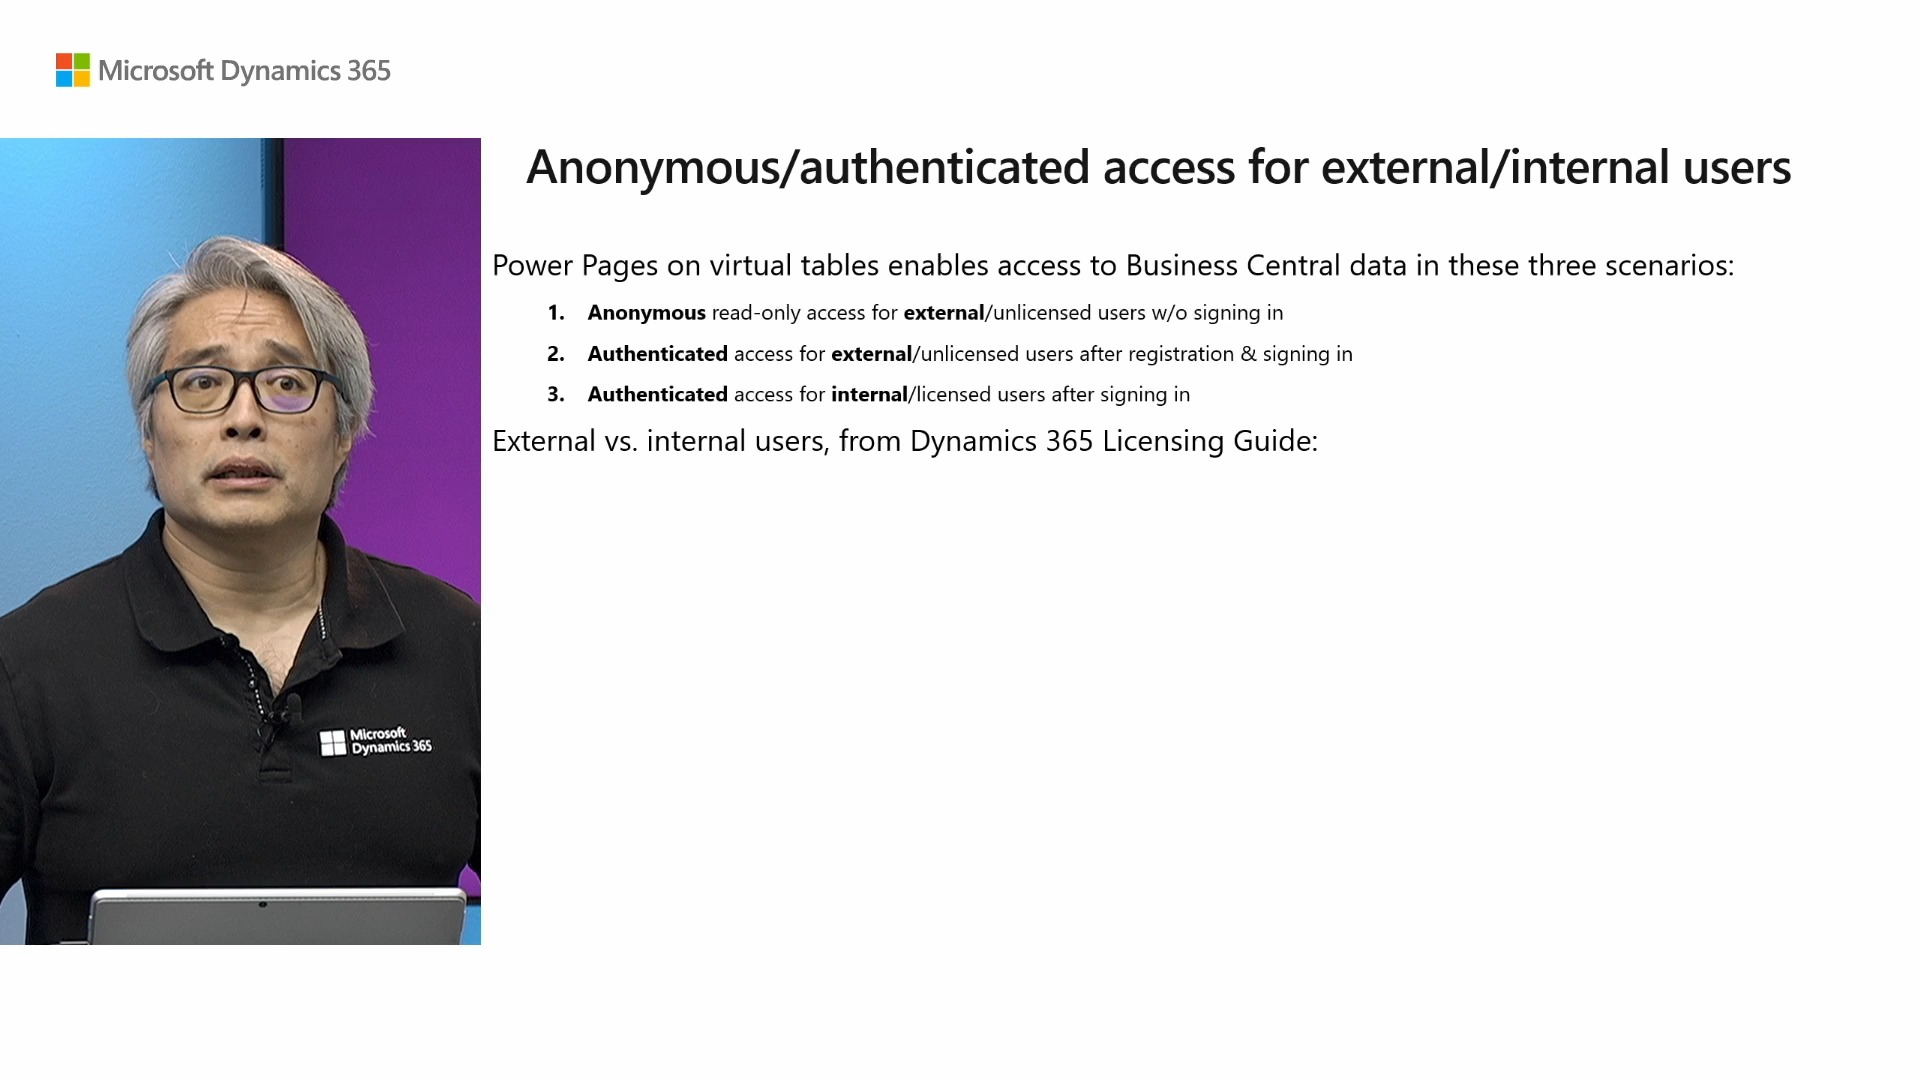 Microsoft Dynamics 365
Anonymous/authenticated access for external/internal users
Power Pages on virtual tables enables access to Business Central data in these three scenarios:
1. Anonymous read-only access for external/unlicensed users w/o signing in
2. Authenticated access for external/unlicensed users after registration & signing in
3. Authenticated access for internal/licensed users after signing in
External vs. internal users, from Dynamics 365 Licensing Guide:
Microsoft
Dynamics 365